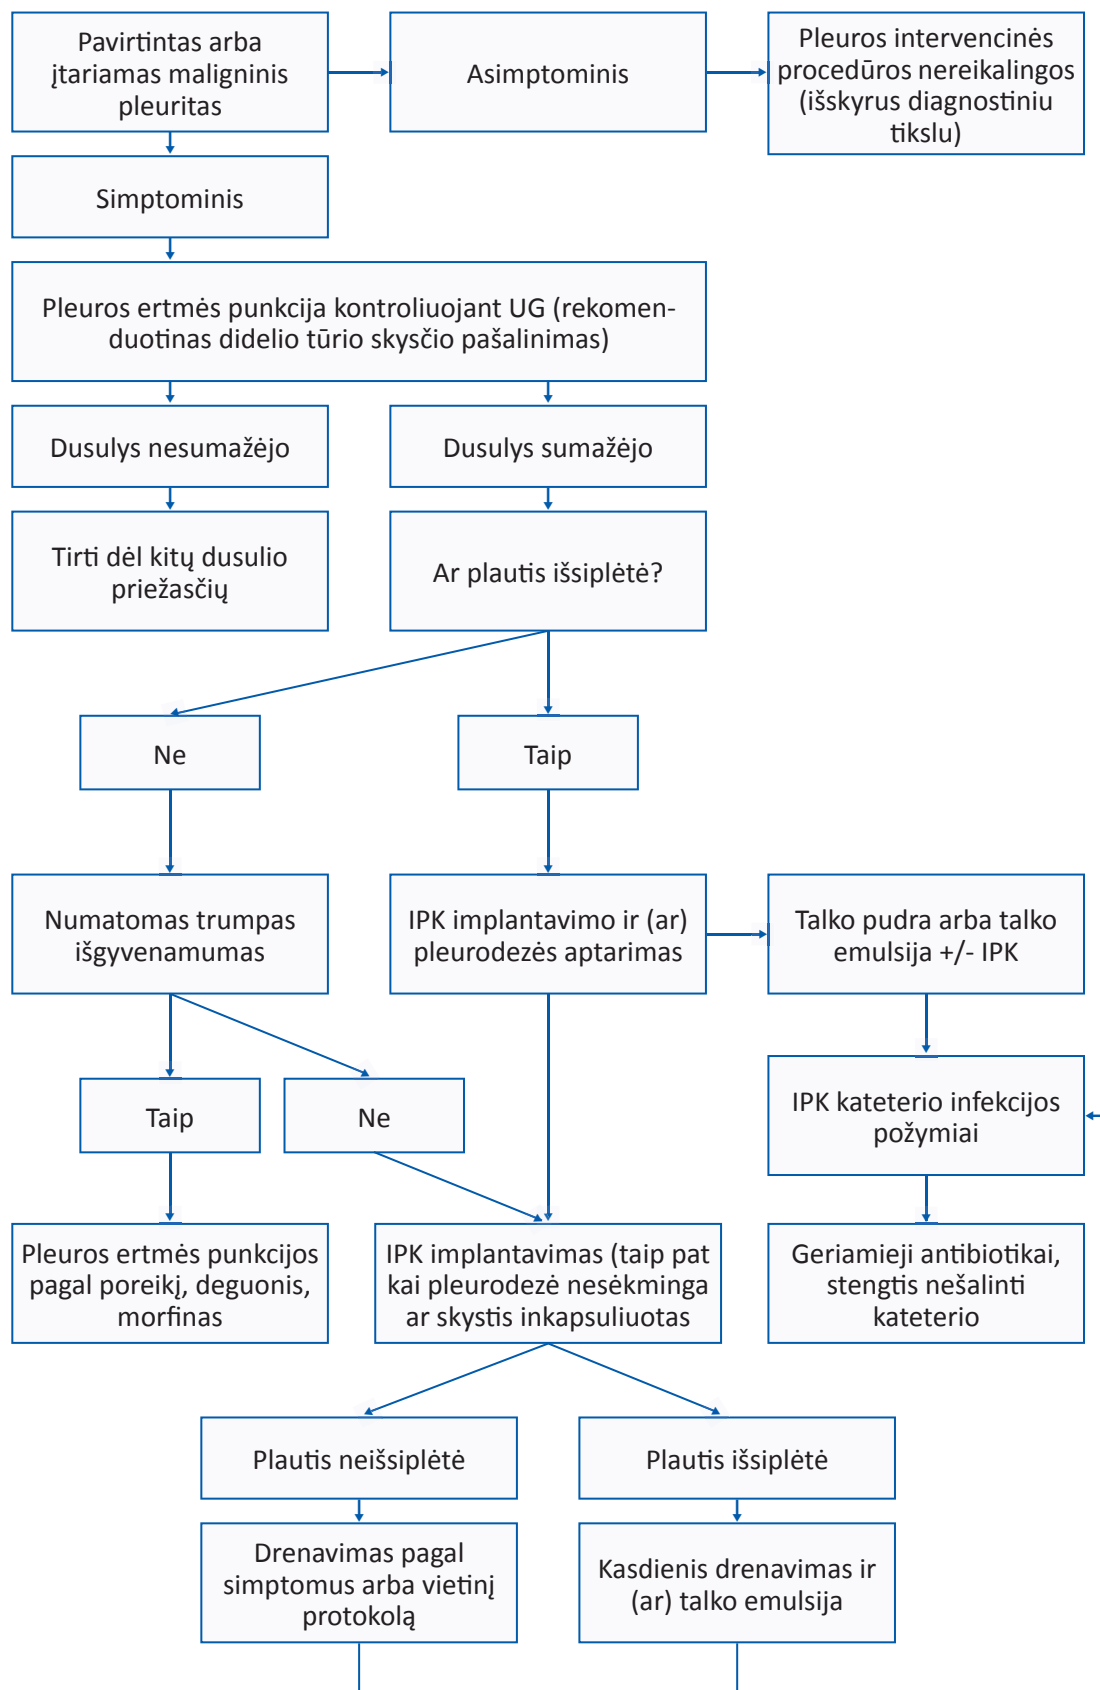 Pavirtintas arba
įtariamas maligninis
pleuritas
Asimptominis
Pleuros intervencinės
procedūros nereikalingos
(išskyrus diagnostiniu
tikslu)
Simptominis
Pleuros ertmės punkcija kontroliuojant UG (rekomen-
duotinas didelio tūrio skysčio pašalinimas)
Dusulys nesumažėjo
Dusulys sumažėjo
Tirti dėl kitų dusulio
priežasčių
Ar plautis išsiplėtė?
Ne
Taip
Numatomas trumpas
išgyvenamumas
IPK implantavimo ir (ar)
pleurodezės aptarimas
Talko pudra arba talko
emulsija +/- IPK
Taip
Ne
IPK kateterio infekcijos
požymiai
Pleuros ertmės punkcijos
pagal poreikį, deguonis,
morfinas
IPK implantavimas (taip pat
kai pleurodezė nesėkminga
ar skystis inkapsuliuotas
Geriamieji antibiotikai,
stengtis nešalinti
kateterio
Plautis neišsiplėtė
Plautis išsiplėtė
Drenavimas pagal
simptomus arba vietinį
protokolą
Kasdienis drenavimas ir
(ar) talko emulsija